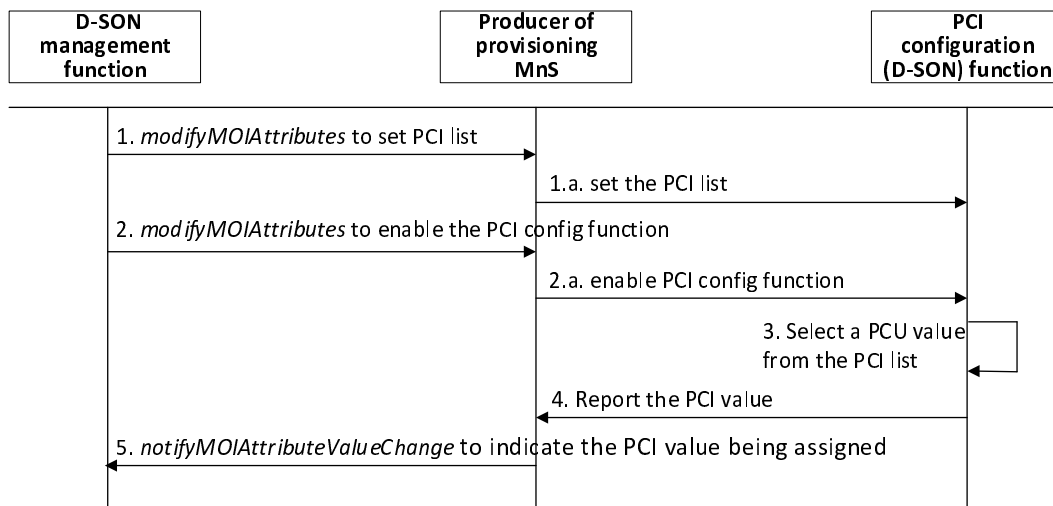 D-SON
management
function
Producer of
provisioning
MnS
PCI
configuration
(D-SON) function
1. modifyMOIAttributes to set PCI list
1.a. set the PCI list
2. modifyMOIAttributes to enable the PCI config function
2.a. enable PCI config function
3. Select a PCU value
from the PCI list
4. Report the PCI value
5. notifyMOIAttributeValueChange to indicate the PCI value being assigned